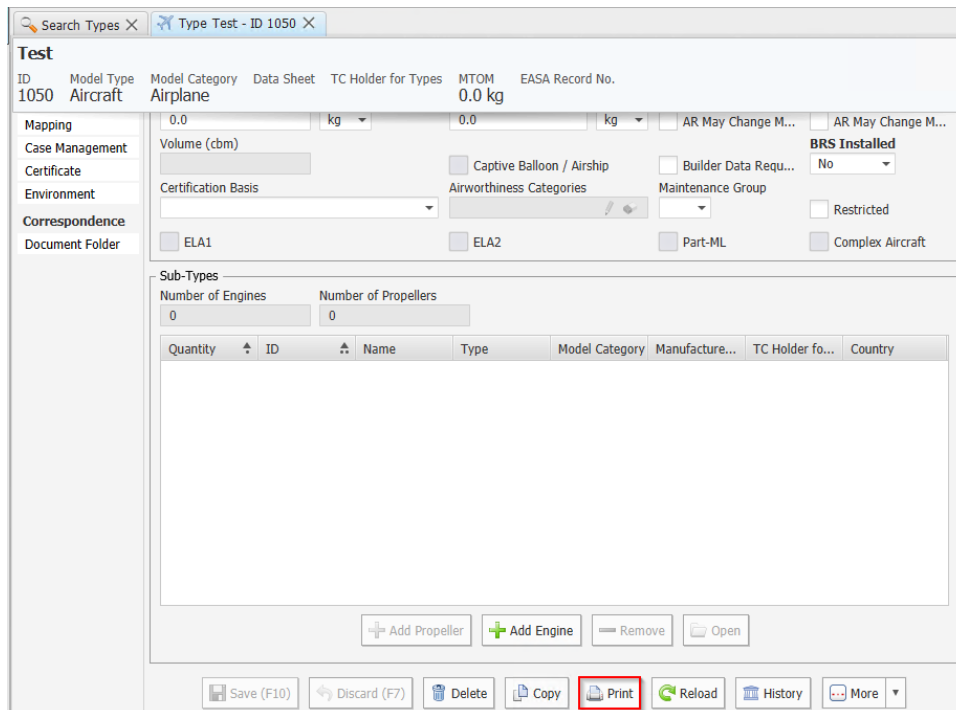 Search Types
Type Test - ID 1050
Test
ID Model Type Model Category Data Sheet TC Holder for Types MTOM EASA Record No.
1050 Aircraft Airplane 0.0 kg
Mapping
Case Management
Certificate
Environment
Correspondence
Document Folder
0.0 kg 0.0 kg AR May Change M... AR May Change M...
Volume (cbm) BRS Installed
Captive Balloon / Airship Builder Data Requ... No
Certification Basis Airworthiness Categories Maintenance Group
Restricted
ELA1 ELA2 Part-ML Complex Aircraft
Sub-Types
Number of Engines Number of Propellers
0 0
Quantity ID Name Type Model Category Manufacture... TC Holder fo... Country
Add Propeller Add Engine Remove Open
Save (F10) Discard (F7) Delete Copy Print Reload History More